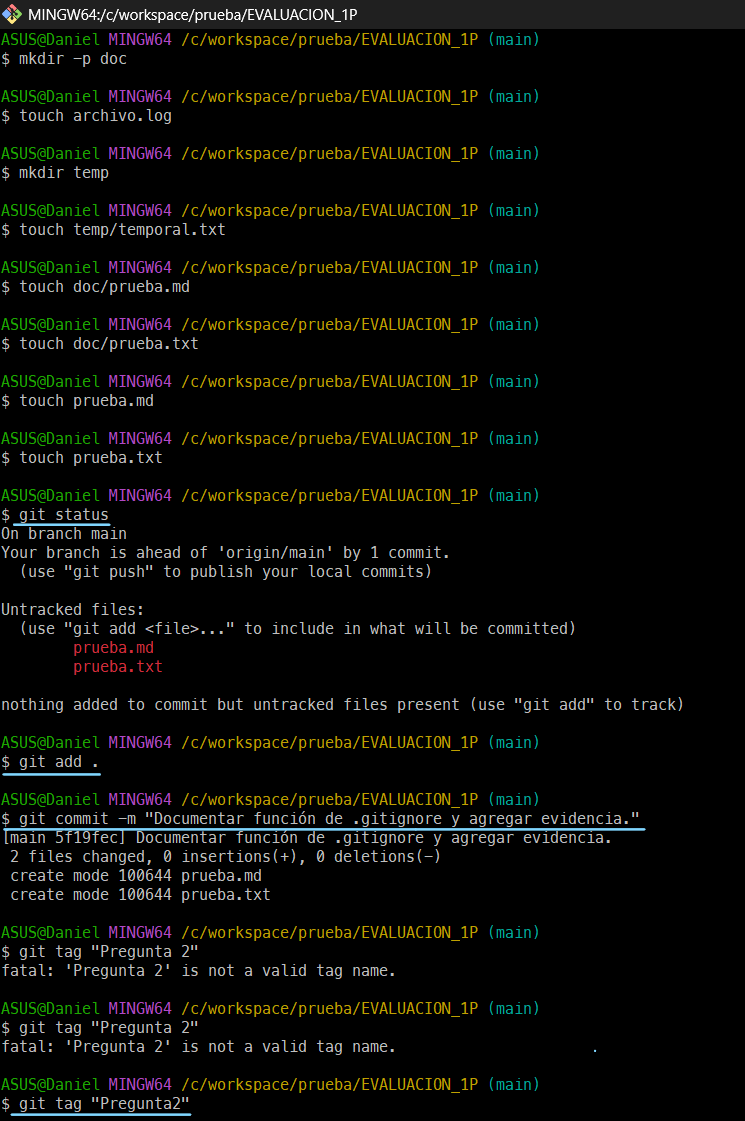 MINGW64:/c/workspace/prueba/EVALUACION_1P
ASUS@Daniel MINGW64 /c/workspace/prueba/EVALUACION_1P (main)
$ mkdir -p doc
ASUS@Daniel MINGW64 /c/workspace/prueba/EVALUACION_1P (main)
$ touch archivo.log
ASUS@Daniel MINGW64 /c/workspace/prueba/EVALUACION_1P (main)
$ mkdir temp
ASUS@Daniel MINGW64 /c/workspace/prueba/EVALUACION_1P (main)
$ touch temp/temporal.txt
ASUS@Daniel MINGW64 /c/workspace/prueba/EVALUACION_1P (main)
$ touch doc/prueba.md
ASUS@Daniel MINGW64 /c/workspace/prueba/EVALUACION_1P (main)
$ touch doc/prueba.txt
ASUS@Daniel MINGW64 /c/workspace/prueba/EVALUACION_1P (main)
$ touch prueba.md
ASUS@Daniel MINGW64 /c/workspace/prueba/EVALUACION_1P (main)
$ touch prueba.txt
ASUS@Daniel MINGW64 /c/workspace/prueba/EVALUACION_1P (main)
$ git status
On branch main
Your branch is ahead of 'origin/main' by 1 commit.
(use "git push" to publish your local commits)
Untracked files:
(use "git add <file>..." to include in what will be committed)
prueba.md
prueba.txt
nothing added to commit but untracked files present (use "git add" to track)
ASUS@Daniel MINGW64 /c/workspace/prueba/EVALUACION_1P (main)
$ git add .
ASUS@Daniel MINGW64 /c/workspace/prueba/EVALUACION_1P (main)
$ git commit -m "Documentar función de .gitignore y agregar evidencia."
[main 5f19fec] Documentar función de .gitignore y agregar evidencia.
2 files changed, 0 insertions(+), 0 deletions(-)
create mode 100644 prueba.md
create mode 100644 prueba.txt
ASUS@Daniel MINGW64 /c/workspace/prueba/EVALUACION_1P (main)
$ git tag "Pregunta 2"
fatal: 'Pregunta 2' is not a valid tag name.
ASUS@Daniel MINGW64 /c/workspace/prueba/EVALUACION_1P (main)
$ git tag "Pregunta 2"
fatal: 'Pregunta 2' is not a valid tag name.
ASUS@Daniel MINGW64 /c/workspace/prueba/EVALUACION_1P (main)
$ git tag "Pregunta2"